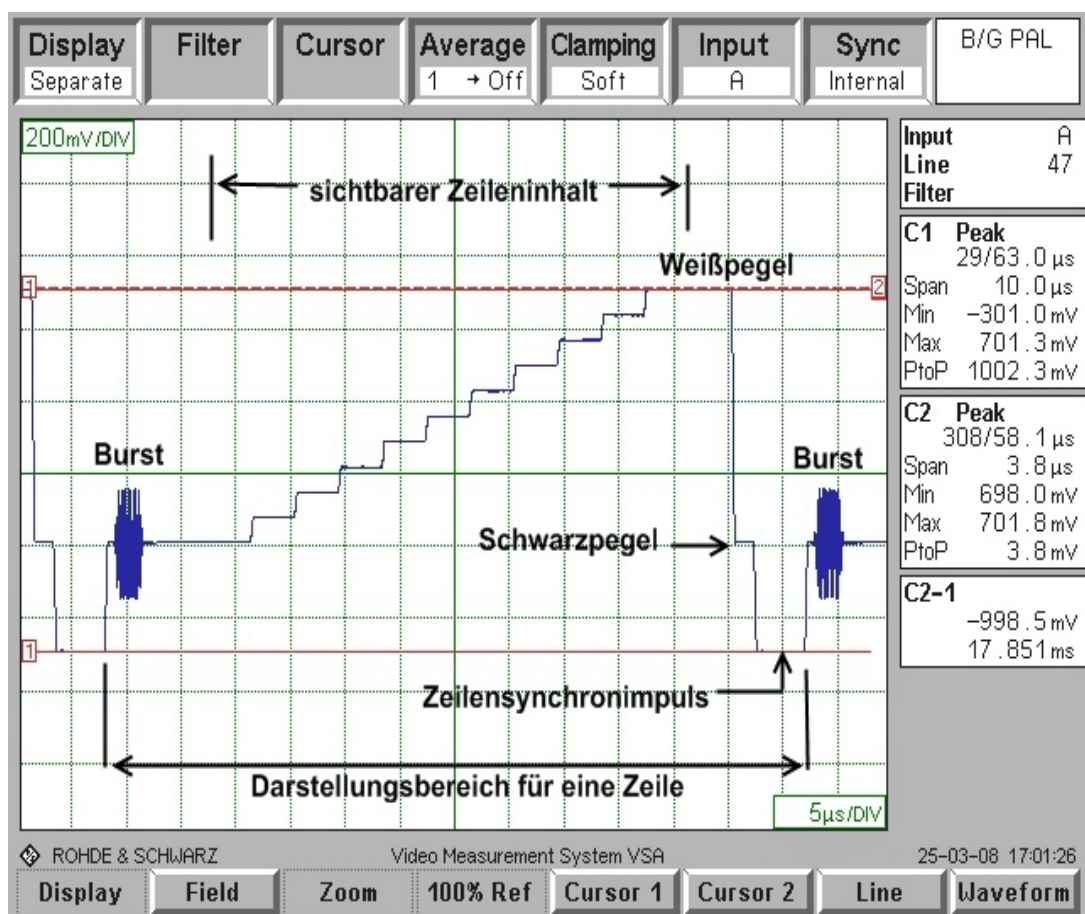 Display
Separate
Filter
Cursor
Average
1 → Off
Clamping
Soft
Input
A
Sync
Internal
B/G PAL
200mV/DIV
sichtbarer Zeileninhalt
Weißpegel
1
2
Burst
Burst
Schwarzpegel
1
Zeilensynchronimpuls
Darstellungsbereich für eine Zeile
5µs/DIV
Input A
Line 47
Filter
C1 Peak
29/63.0 µs
Span 10.0 µs
Min -301.0 mV
Max 701.3 mV
PtoP 1002.3 mV
C2 Peak
308/58.1 µs
Span 3.8 µs
Min 698.0 mV
Max 701.8 mV
PtoP 3.8 mV
C2-1
-998.5 mV
17.851 ms
ROHDE & SCHWARZ Video Measurement System VSA 25-03-08 17:01:26
Display Field Zoom 100% Ref Cursor 1 Cursor 2 Line Waveform